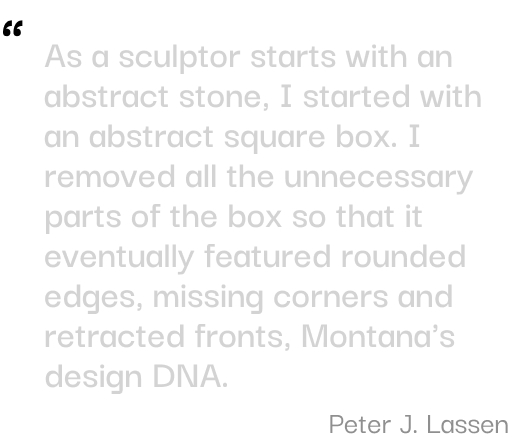 “
As a sculptor starts with an
abstract stone, I started with
an abstract square box. I
removed all the unnecessary
parts of the box so that it
eventually featured rounded
edges, missing corners and
retracted fronts, Montana’s
design DNA.
Peter J. Lassen